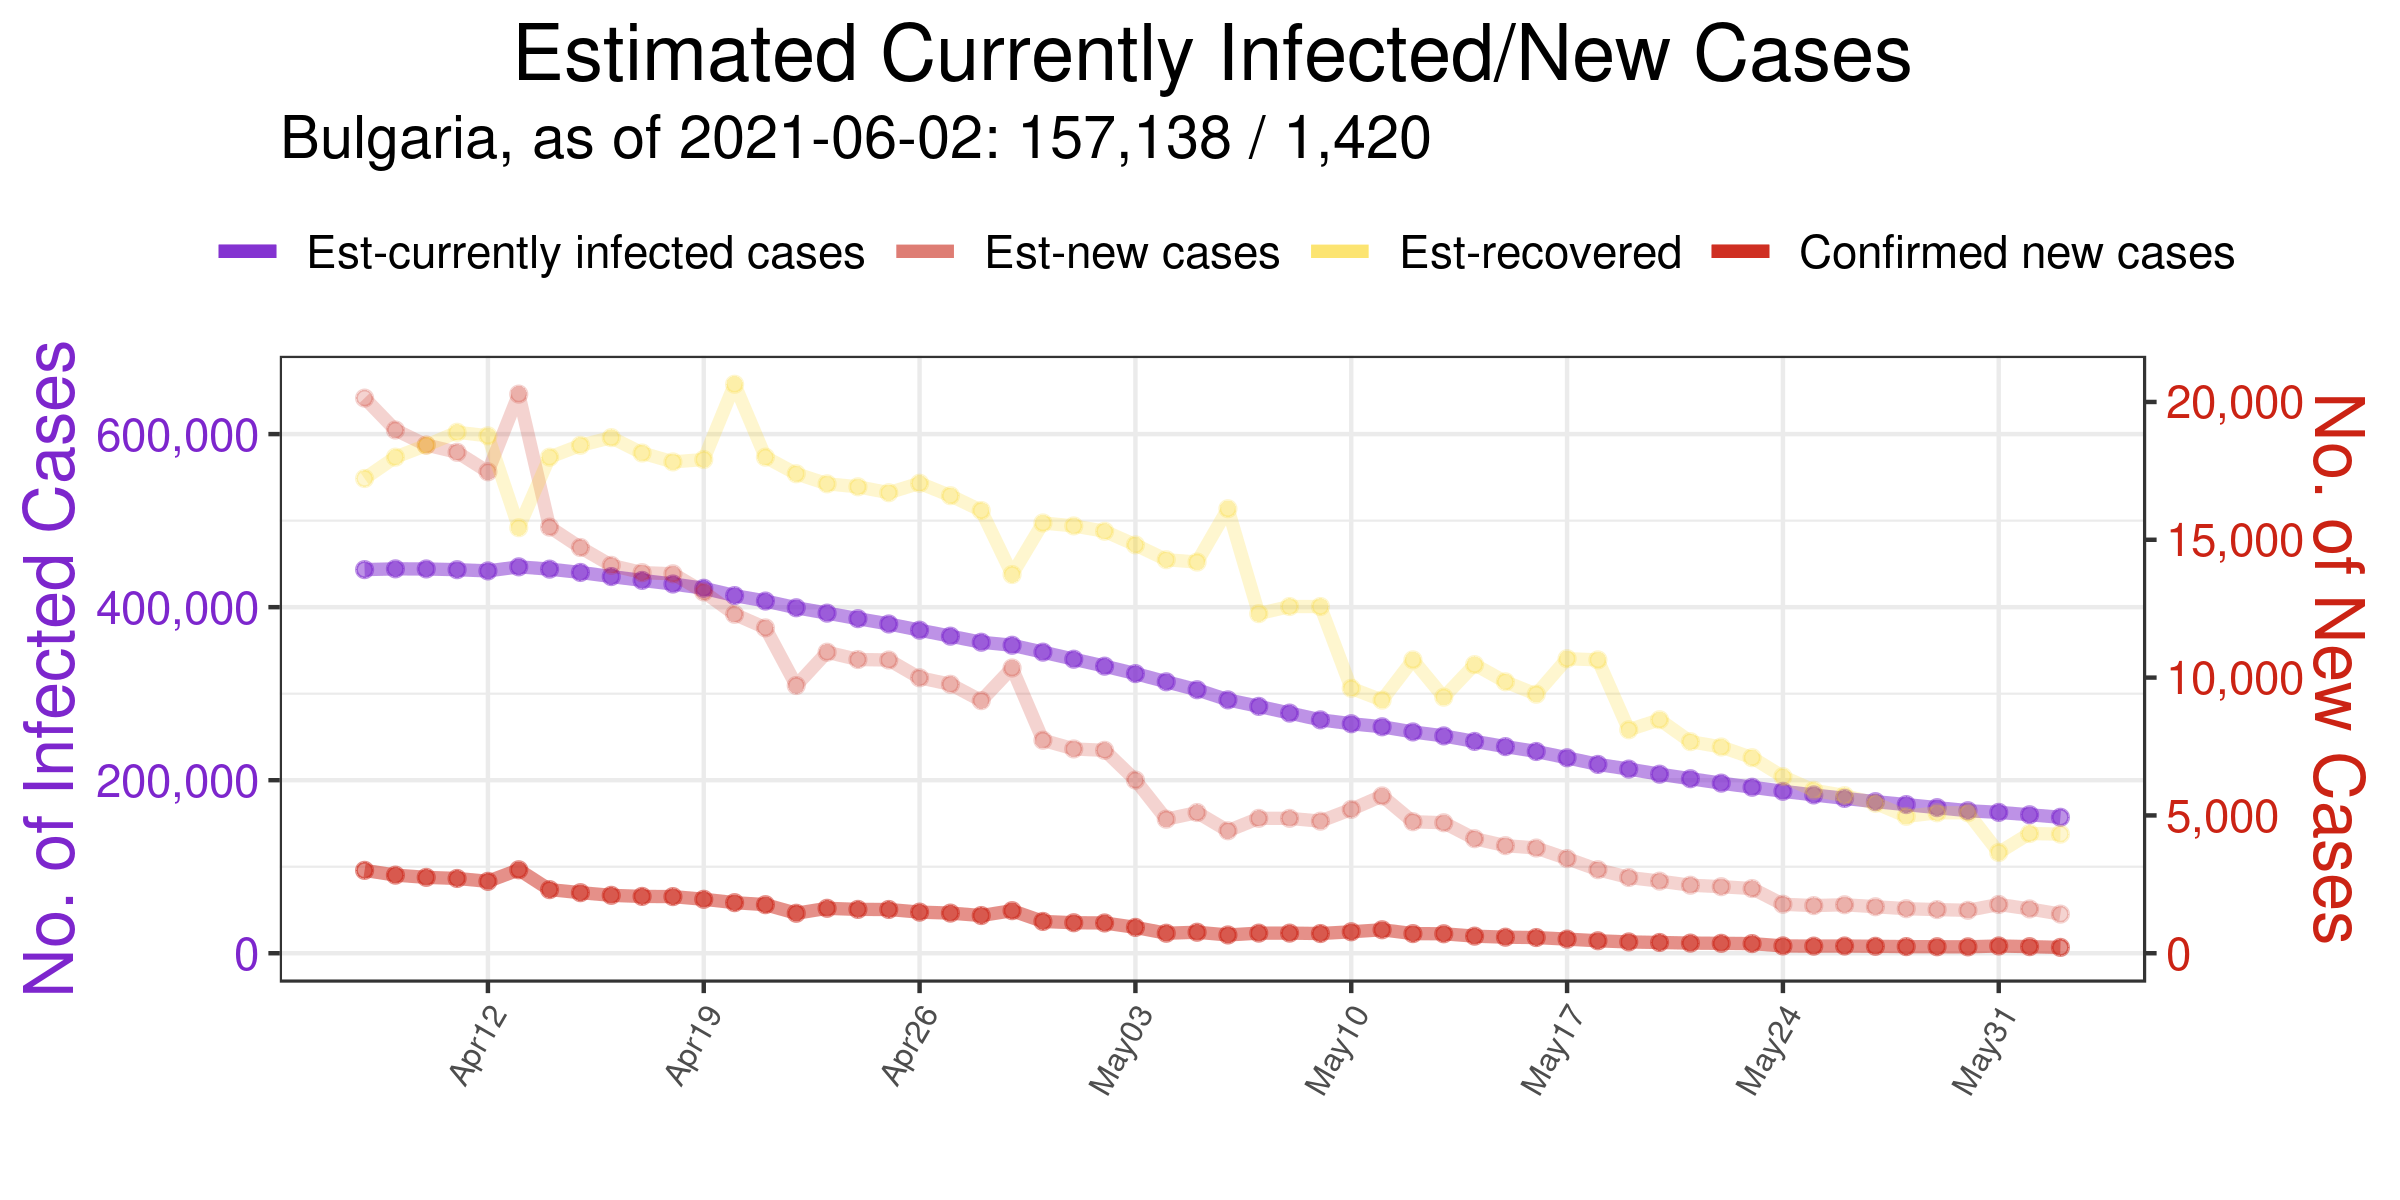 Estimated Currently Infected/New Cases
Bulgaria, as of 2021-06-02: 157,138 / 1,420
Est-currently infected cases Est-new cases Est-recovered Confirmed new cases
No. of Infected Cases
600,000
400,000
200,000
0
20,000
15,000
10,000
5,000
0
No. of New Cases
Apr12 Apr19 Apr26 May03 May10 May17 May24 May31